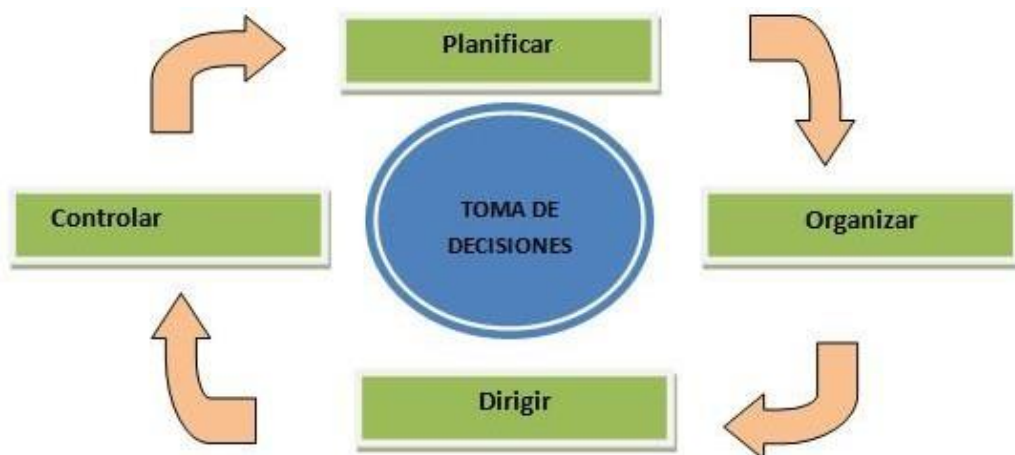 Planificar
Controlar
TOMA DE
DECISIONES
Organizar
Dirigir